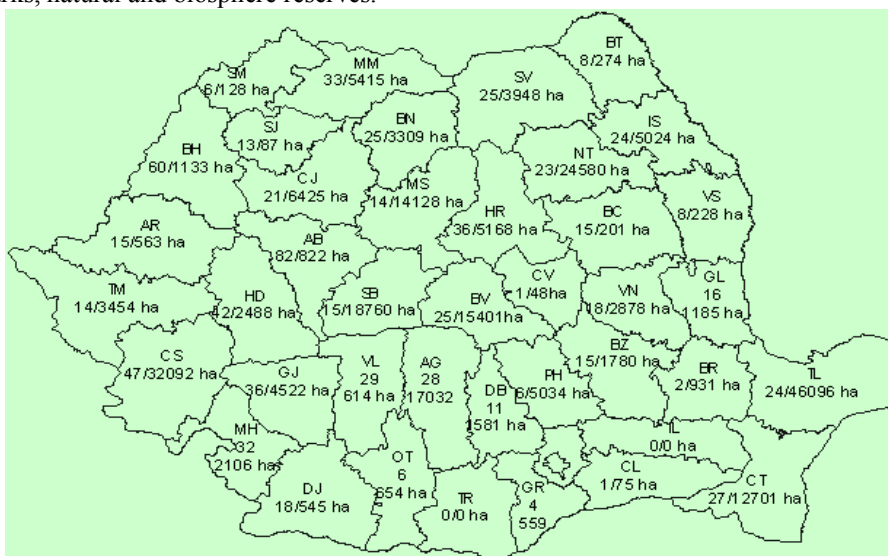 arks, natural and biosphere reserves.
BT
8/274 ha
SM
6/128 ha
MM
33/5415 ha
SV
25/3948 ha
SJ
13/87 ha
BN
25/3309 ha
IS
24/5024 ha
BH
60/1133 ha
NT
23/24580 ha
CJ
21/6425 ha
MS
14/14128 ha
VS
8/228 ha
HR
36/5168 ha
BC
15/201 ha
AR
15/563 ha
AB
82/822 ha
TM
14/3454 ha
HD
42/2488 ha
SB
15/18760 ha
BV
25/15401ha
CV
1/48ha
VN
18/2878 ha
GL
16
1185 ha
CS
47/32092 ha
GJ
36/4522 ha
VL
29
614 ha
AG
28
17032
DB
11
1581 ha
PH
6/5034 ha
BZ
15/1780 ha
BR
2/931 ha
TL
24/46096 ha
MH
32
2106 ha
IL
0/0 ha
DJ
18/545 ha
OT
6
654 ha
TR
0/0 ha
GR
4
559
CL
1/75 ha
CT
27/12701 ha